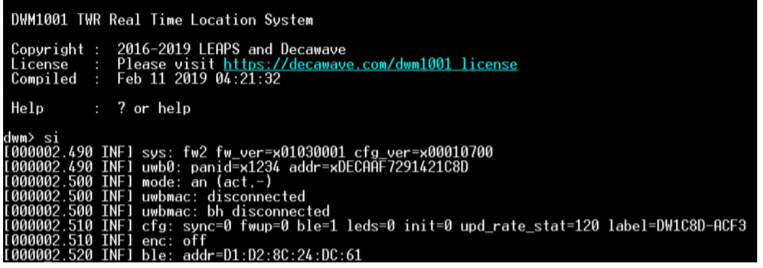 DWM1001 TWR Real Time Location System
Copyright : 2016-2019 LEAPS and Decawave
License : Please visit https://decawave.com/dwm1001_license
Compiled : Feb 11 2019 04:21:32
Help : ? or help
dwm> si
[000002.490 INF] sys: fw2 fw_ver=x01030001 cfg_ver=x00010700
[000002.490 INF] uwb0: panid=x1234 addr=xDECAAF7291421C8D
[000002.500 INF] mode: an (act,-)
[000002.500 INF] uwbmac: disconnected
[000002.500 INF] uwbmac: bh disconnected
[000002.510 INF] cfg: sync=0 fwup=0 ble=1 leds=0 init=0 upd_rate_stat=120 label=DW1C8D-ACF3
[000002.510 INF] enc: off
[000002.520 INF] ble: addr=D1:D2:8C:24:DC:61